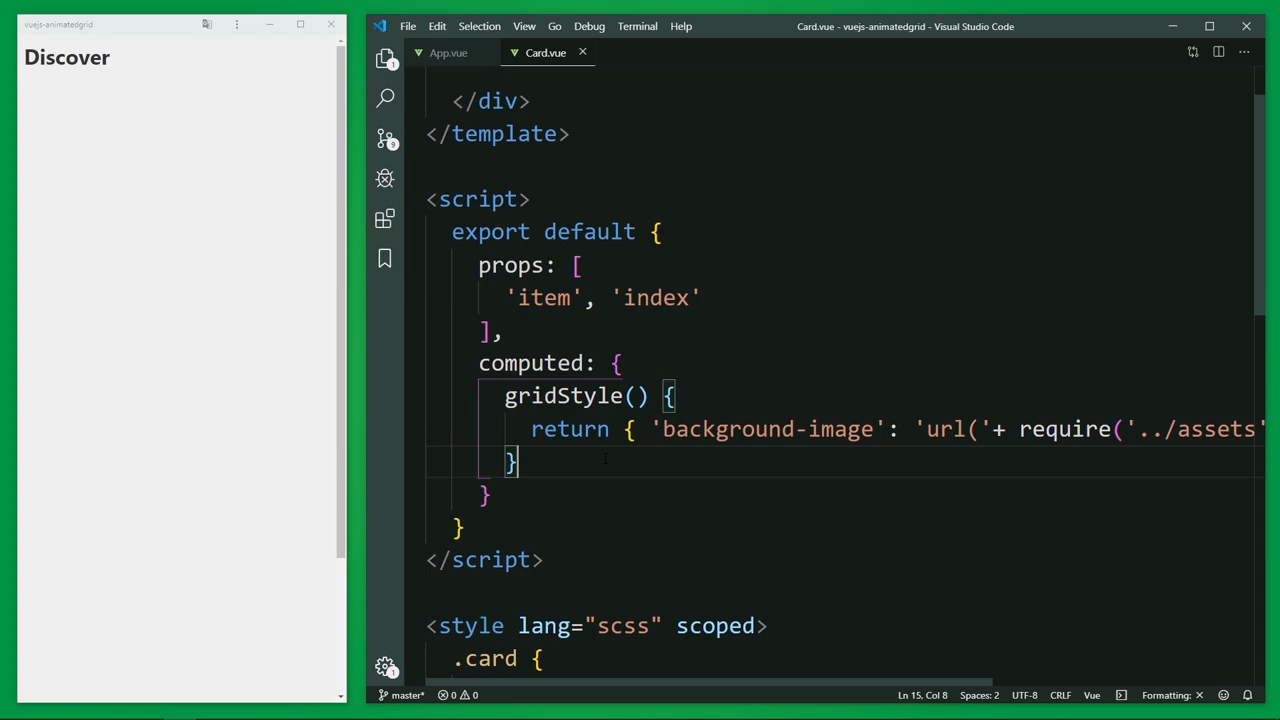 vuejs-animatedgrid
Discover
File Edit Selection View Go Debug Terminal Help
Card.vue - vuejs-animatedgrid - Visual Studio Code
App.vue
Card.vue
1
9
1
</div>
</template>
<script>
export default {
props: [
'item', 'index'
],
computed: {
gridStyle() {
return { 'background-image': 'url('+ require('../assets'
}
}
}
</script>
<style lang="scss" scoped>
.card {
master* 0 0
Ln 15, Col 8 Spaces: 2 UTF-8 CRLF Vue Formatting: ✕